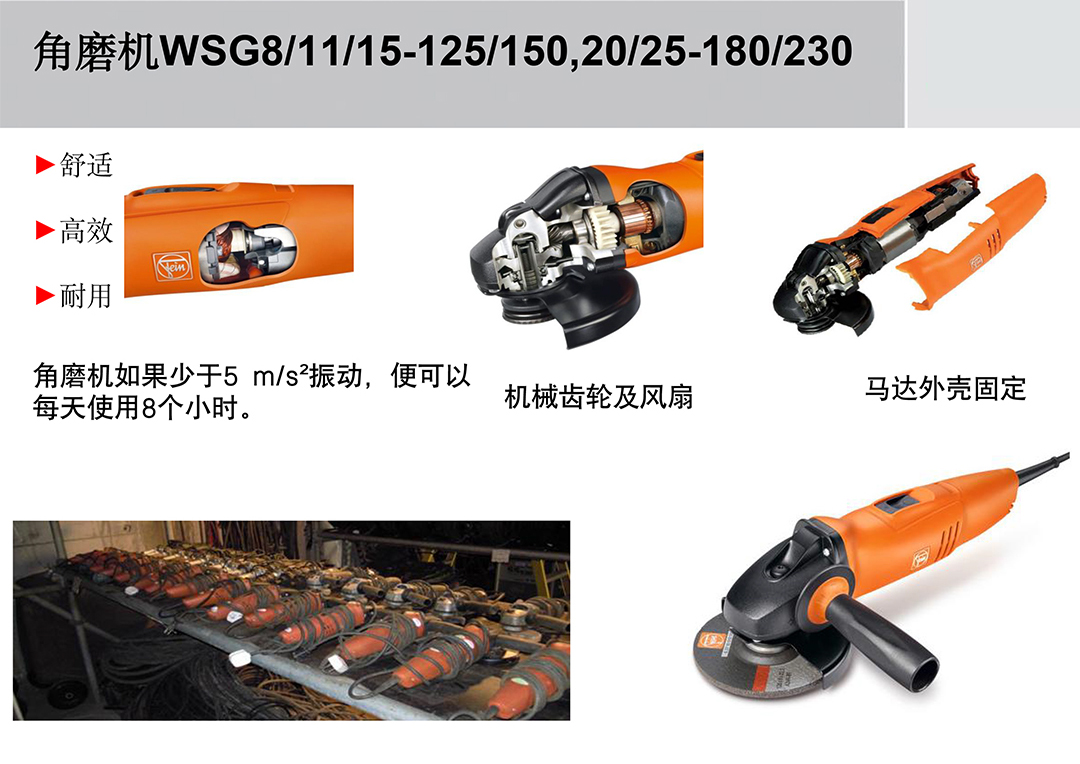 角磨机WSG8/11/15-125/150,20/25-180/230
舒适
高效
耐用
Fein
角磨机如果少于5 m/s²振动，便可以
每天使用8个小时。
机械齿轮及风扇
马达外壳固定